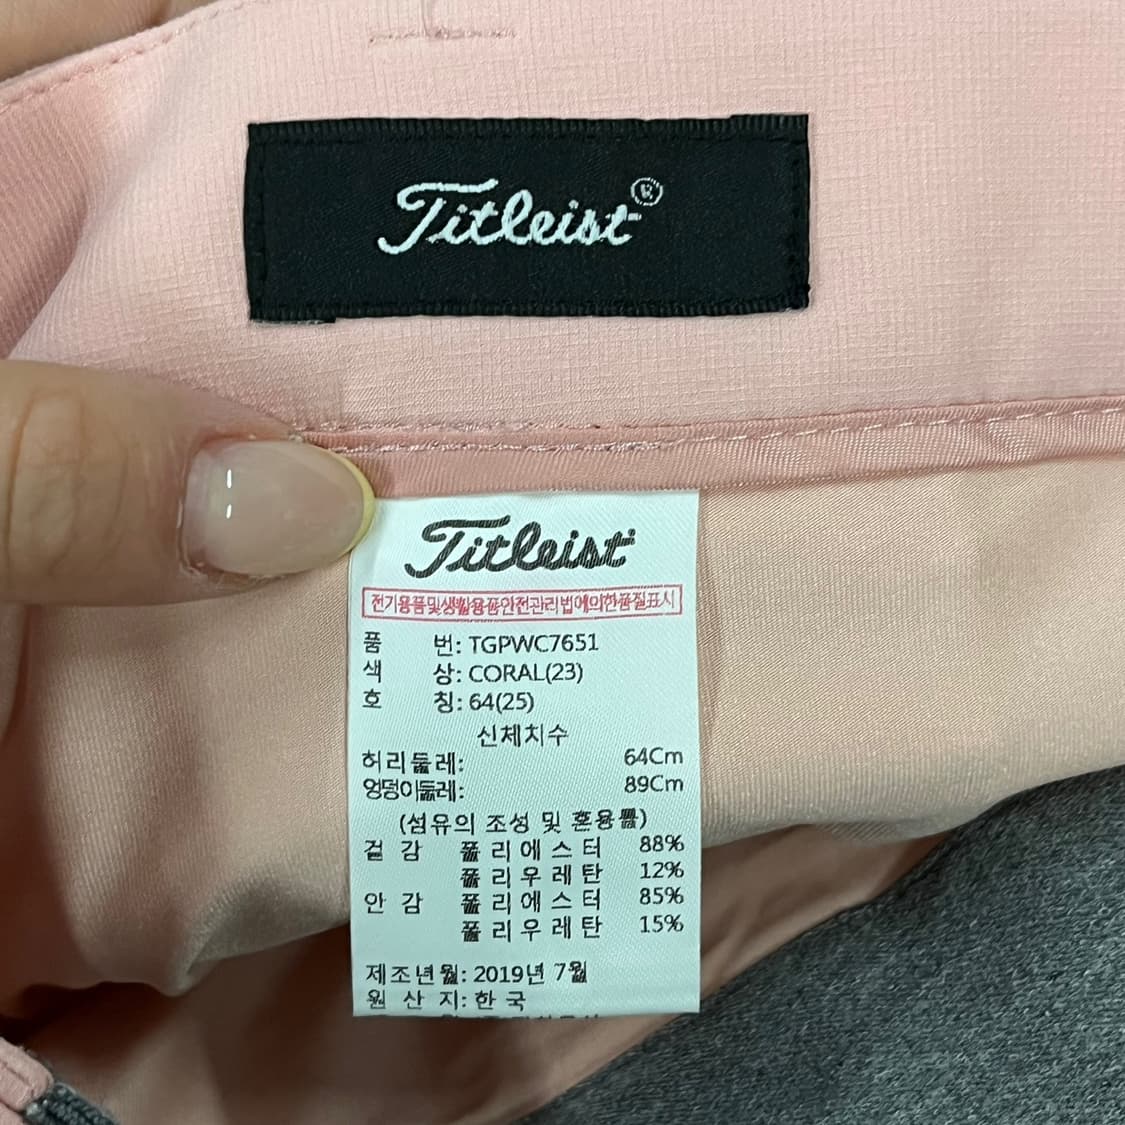 Titleist®
Titleist
전기용품및생활용품안전관리법에의한품질표시
품 번: TGPWC7651
색 상: CORAL(23)
호 칭: 64(25)
신체치수
허리둘레: 64Cm
엉덩이둘레: 89Cm
(섬유의 조성 및 혼용률)
겉 감 폴리에스터 88%
폴리우레탄 12%
안 감 폴리에스터 85%
폴리우레탄 15%
제조년월: 2019년 7월
원 산 지: 한 국